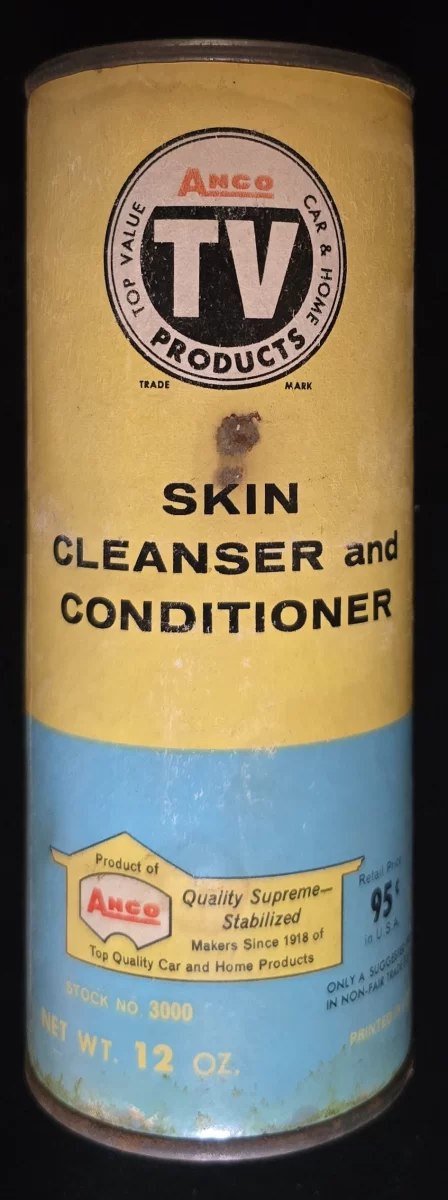 ANCO
TOP VALUE
CAR & HOME
TV
PRODUCTS
TRADE MARK
SKIN
CLEANSER and
CONDITIONER
Product of
ANCO
Quality Supreme—
Stabilized
Makers Since 1918 of
Top Quality Car and Home Products
Retail Price
95¢
in U.S.A.
ONLY A
IN NON-FAIR
STOCK NO. 3000
NET WT. 12 OZ.
PRINTED